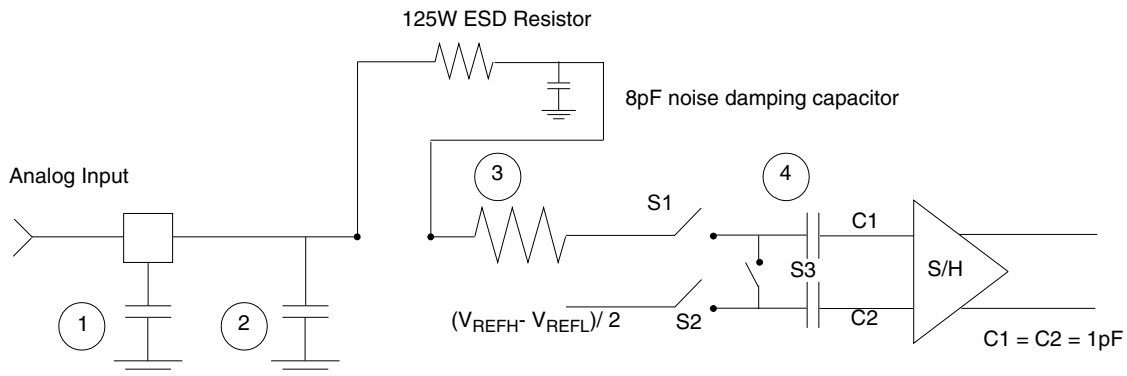 125W ESD Resistor
8pF noise damping capacitor
Analog Input
3
4
S1
C1
S/H
S3
1
2
(VREFH- VREFL)/ 2
S2
C2
C1 = C2 = 1pF